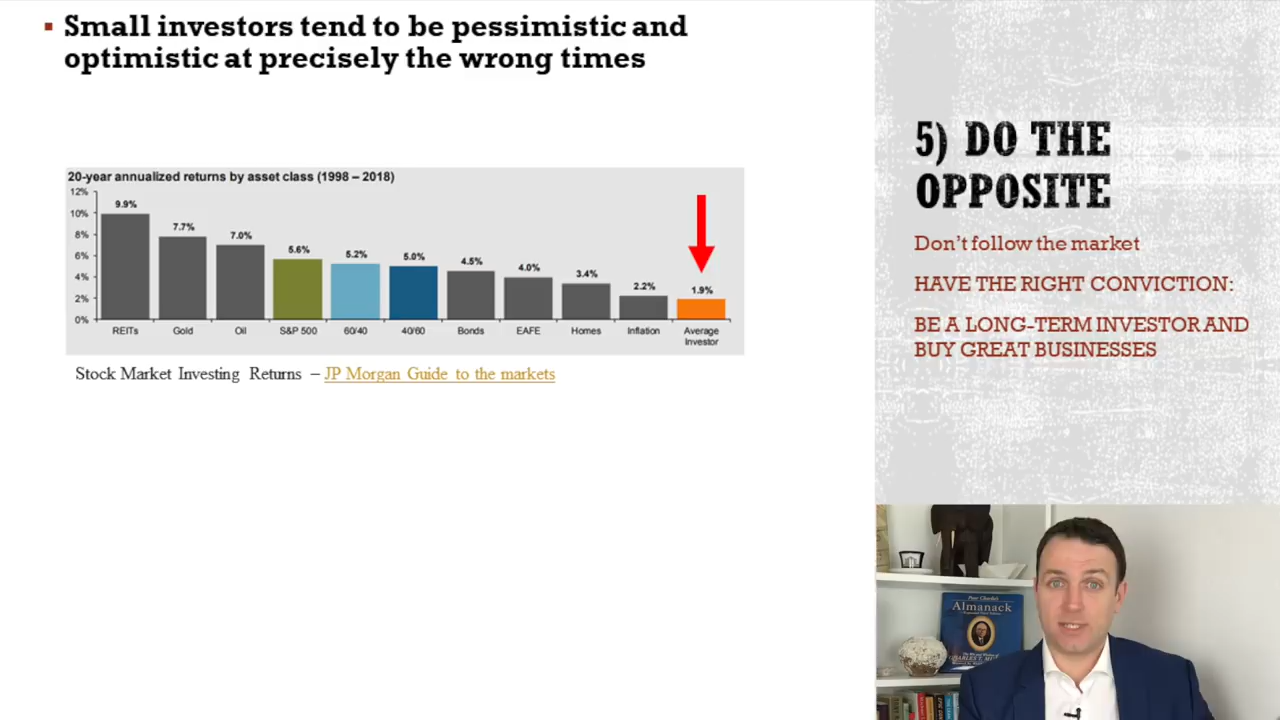 ▪ Small investors tend to be pessimistic and
optimistic at precisely the wrong times
20-year annualized returns by asset class (1998 – 2018)
12%
10%
8%
6%
4%
2%
0%
9.9%
7.7%
7.0%
5.6%
5.2%
5.0%
4.5%
4.0%
3.4%
2.2%
1.9%
REITs
Gold
Oil
S&P 500
60/40
40/60
Bonds
EAFE
Homes
Inflation
Average
Investor
Stock Market Investing Returns – JP Morgan Guide to the markets
5) DO THE
OPPOSITE
Don’t follow the market
HAVE THE RIGHT CONVICTION:
BE A LONG-TERM INVESTOR AND
BUY GREAT BUSINESSES
Poor Charlie's
Almanack